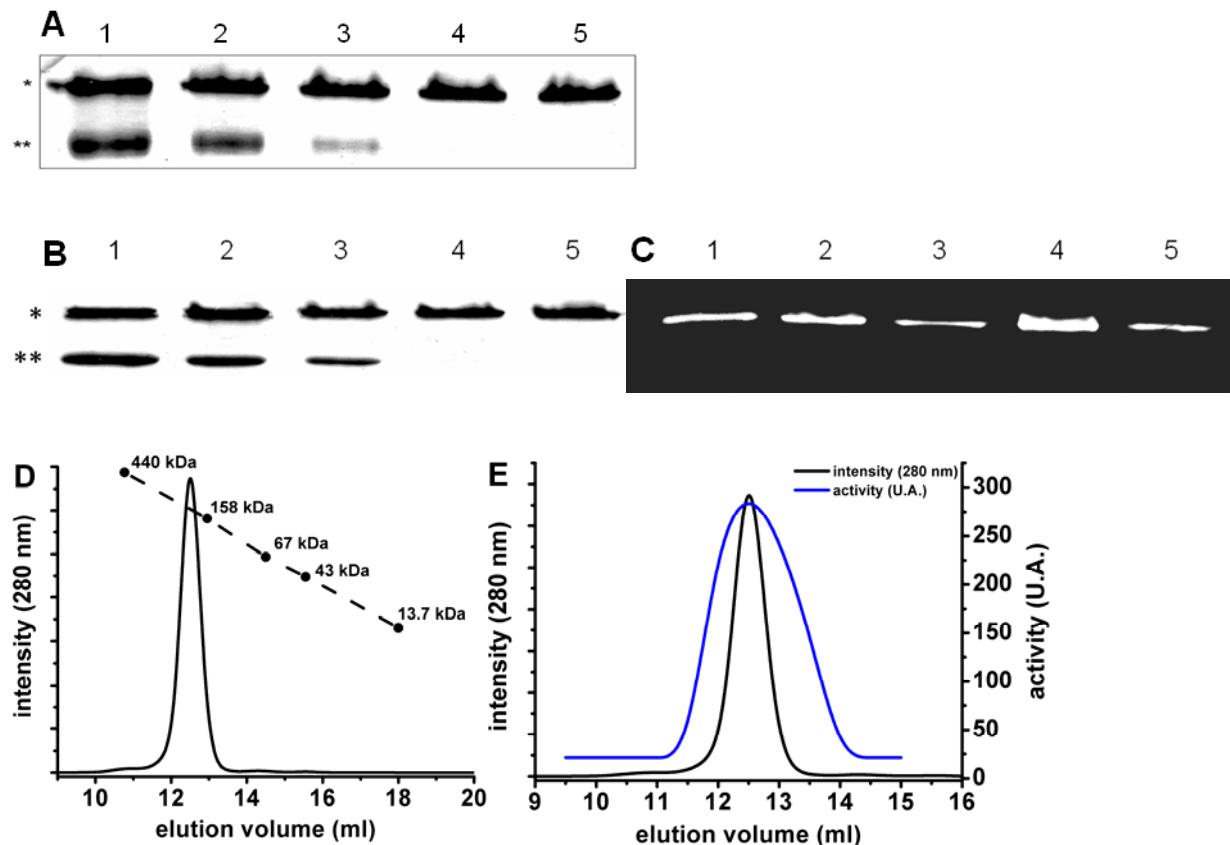 A
1 2 3 4 5
*
**
B
1 2 3 4 5
*
**
C
1 2 3 4 5
D
intensity (280 nm)
440 kDa
158 kDa
67 kDa
43 kDa
13.7 kDa
10 12 14 16 18 20
elution volume (ml)
E
intensity (280 nm)
intensity (280 nm)
activity (U.A.)
300
250
200
150
100
50
0
activity (U.A.)
9 10 11 12 13 14 15 16
elution volume (ml)